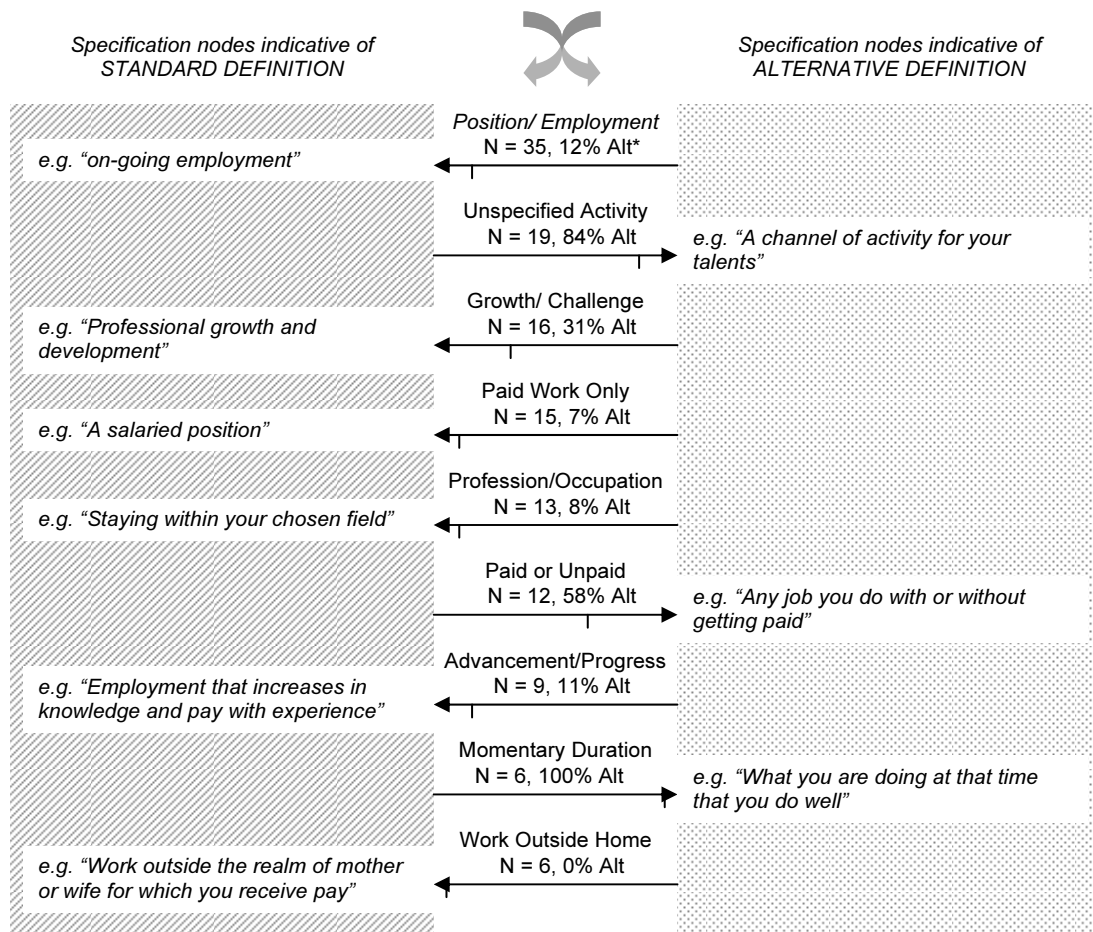 Specification nodes indicative of
STANDARD DEFINITION
Specification nodes indicative of
ALTERNATIVE DEFINITION
Position/ Employment
N = 35, 12% Alt*
e.g. “on-going employment”
Unspecified Activity
N = 19, 84% Alt
e.g. “A channel of activity for your
talents”
Growth/ Challenge
N = 16, 31% Alt
e.g. “Professional growth and
development”
Paid Work Only
N = 15, 7% Alt
e.g. “A salaried position”
Profession/Occupation
N = 13, 8% Alt
e.g. “Staying within your chosen field”
Paid or Unpaid
N = 12, 58% Alt
e.g. “Any job you do with or without
getting paid”
Advancement/Progress
N = 9, 11% Alt
e.g. “Employment that increases in
knowledge and pay with experience”
Momentary Duration
N = 6, 100% Alt
e.g. “What you are doing at that time
that you do well”
Work Outside Home
N = 6, 0% Alt
e.g. “Work outside the realm of mother
or wife for which you receive pay”